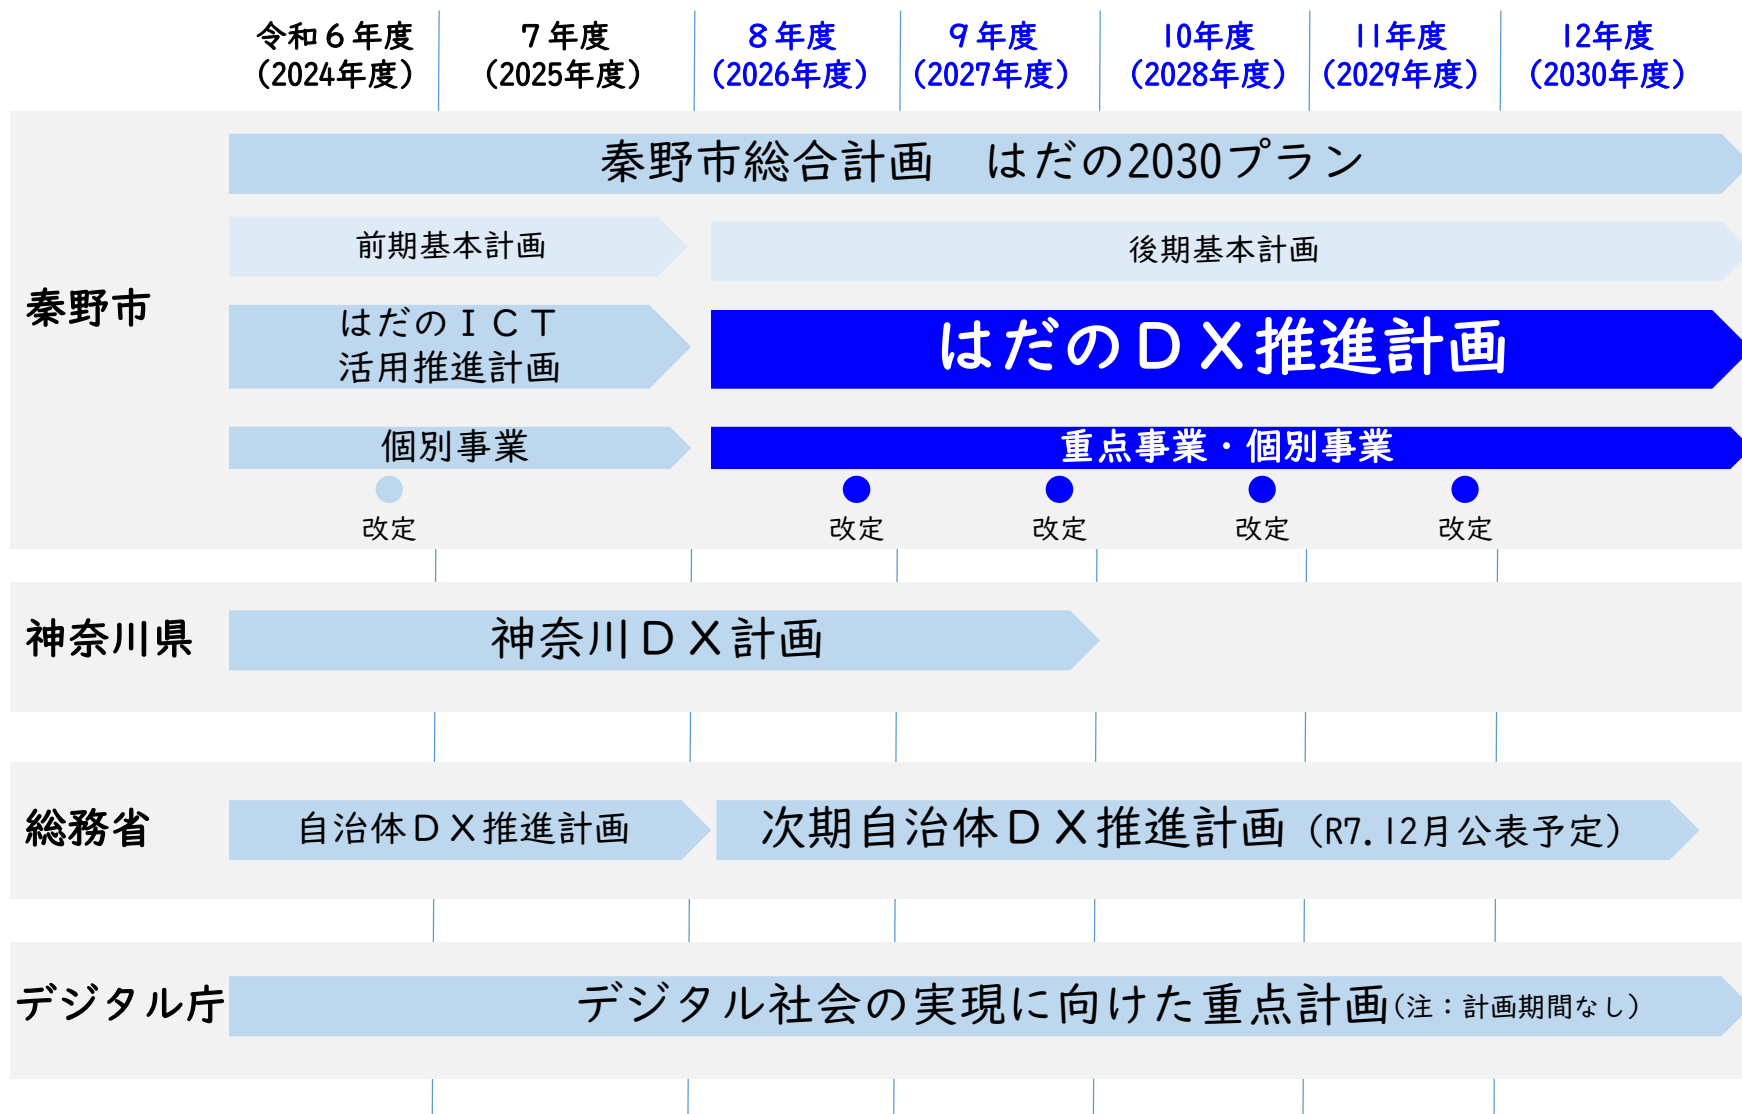 令和６年度
（2024年度）
７年度
（2025年度）
８年度
（2026年度）
９年度
（2027年度）
10年度
（2028年度）
11年度
（2029年度）
12年度
（2030年度）
秦野市
秦野市総合計画　はだの2030プラン
前期基本計画
後期基本計画
はだのＩＣＴ
活用推進計画
はだのＤＸ推進計画
個別事業
重点事業・個別事業
改定
改定
改定
改定
改定
神奈川県
神奈川ＤＸ計画
総務省
自治体ＤＸ推進計画
次期自治体ＤＸ推進計画（R7.12月公表予定）
デジタル庁
デジタル社会の実現に向けた重点計画（注：計画期間なし）